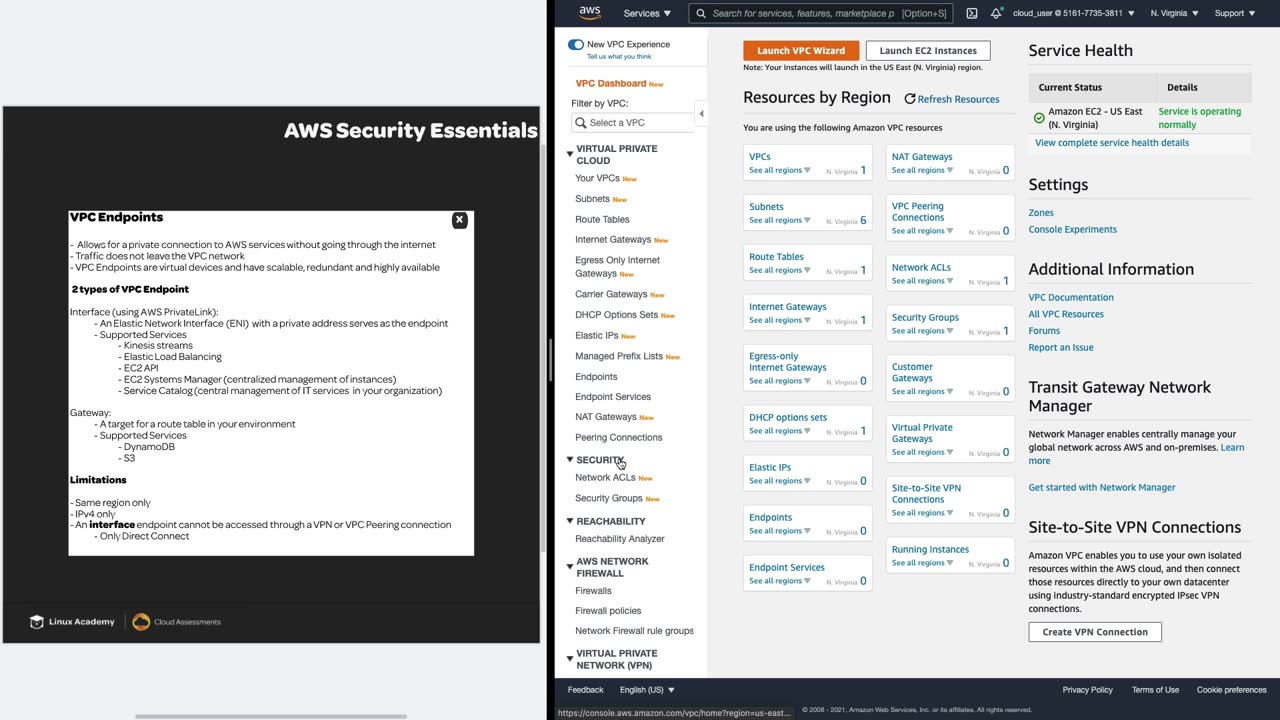 AWS Security Essentials
VPC Endpoints
- Allows for a private connection to AWS services without going through the internet
- Traffic does not leave the VPC network
- VPC Endpoints are virtual devices and have scalable, redundant and highly available
2 types of VPC Endpoint
Interface (using AWS PrivateLink):
- An Elastic Network Interface (ENI) with a private address serves as the endpoint
- Supported Services
- Kinesis streams
- Elastic Load Balancing
- EC2 API
- EC2 Systems Manager (centralized management of instances)
- Service Catalog (central management of IT services in your organization)
Gateway:
- A target for a route table in your environment
- Supported Services
- DynamoDB
- S3
Limitations
- Same region only
- IPv4 only
- An interface endpoint cannot be accessed through a VPN or VPC Peering connection
- Only Direct Connect
Linux Academy
Cloud Assessments
aws
Services
Search for services, features, marketplace p [Option+S]
cloud_user @ 5161-7735-3811
N. Virginia
Support
New VPC Experience
Tell us what you think
VPC Dashboard New
Filter by VPC:
Select a VPC
VIRTUAL PRIVATE
CLOUD
Your VPCs New
Subnets New
Route Tables
Internet Gateways New
Egress Only Internet
Gateways New
Carrier Gateways New
DHCP Options Sets New
Elastic IPs New
Managed Prefix Lists New
Endpoints
Endpoint Services
NAT Gateways New
Peering Connections
SECURITY
Network ACLs New
Security Groups New
REACHABILITY
Reachability Analyzer
AWS NETWORK
FIREWALL
Firewalls
Firewall policies
Network Firewall rule groups
VIRTUAL PRIVATE
NETWORK (VPN)
Launch VPC Wizard
Launch EC2 Instances
Note: Your Instances will launch in the US East (N. Virginia) region.
Resources by Region
Refresh Resources
You are using the following Amazon VPC resources
VPCs
See all regions N. Virginia 1
NAT Gateways
See all regions N. Virginia 0
Subnets
See all regions N. Virginia 6
VPC Peering
Connections
See all regions N. Virginia 0
Route Tables
See all regions N. Virginia 1
Network ACLs
See all regions N. Virginia 1
Internet Gateways
See all regions N. Virginia 1
Security Groups
See all regions N. Virginia 1
Egress-only
Internet Gateways
See all regions N. Virginia 0
Customer
Gateways
See all regions N. Virginia 0
DHCP options sets
See all regions N. Virginia 1
Virtual Private
Gateways
See all regions N. Virginia 0
Elastic IPs
See all regions N. Virginia 0
Site-to-Site VPN
Connections
See all regions N. Virginia 0
Endpoints
See all regions N. Virginia 0
Running Instances
See all regions N. Virginia 0
Endpoint Services
See all regions N. Virginia 0
Service Health
Current Status Details
Amazon EC2 - US East
(N. Virginia)
Service is operating
normally
View complete service health details
Settings
Zones
Console Experiments
Additional Information
VPC Documentation
All VPC Resources
Forums
Report an Issue
Transit Gateway Network
Manager
Network Manager enables centrally manage your
global network across AWS and on-premises. Learn
more
Get started with Network Manager
Site-to-Site VPN Connections
Amazon VPC enables you to use your own isolated
resources within the AWS cloud, and then connect
those resources directly to your own datacenter
using industry-standard encrypted IPsec VPN
connections.
Create VPN Connection
Feedback
English (US)
Privacy Policy
Terms of Use
Cookie preferences
https://console.aws.amazon.com/vpc/home?region=us-east...
© 2008 - 2021, Amazon Web Services, Inc. or its affiliates. All rights reserved.